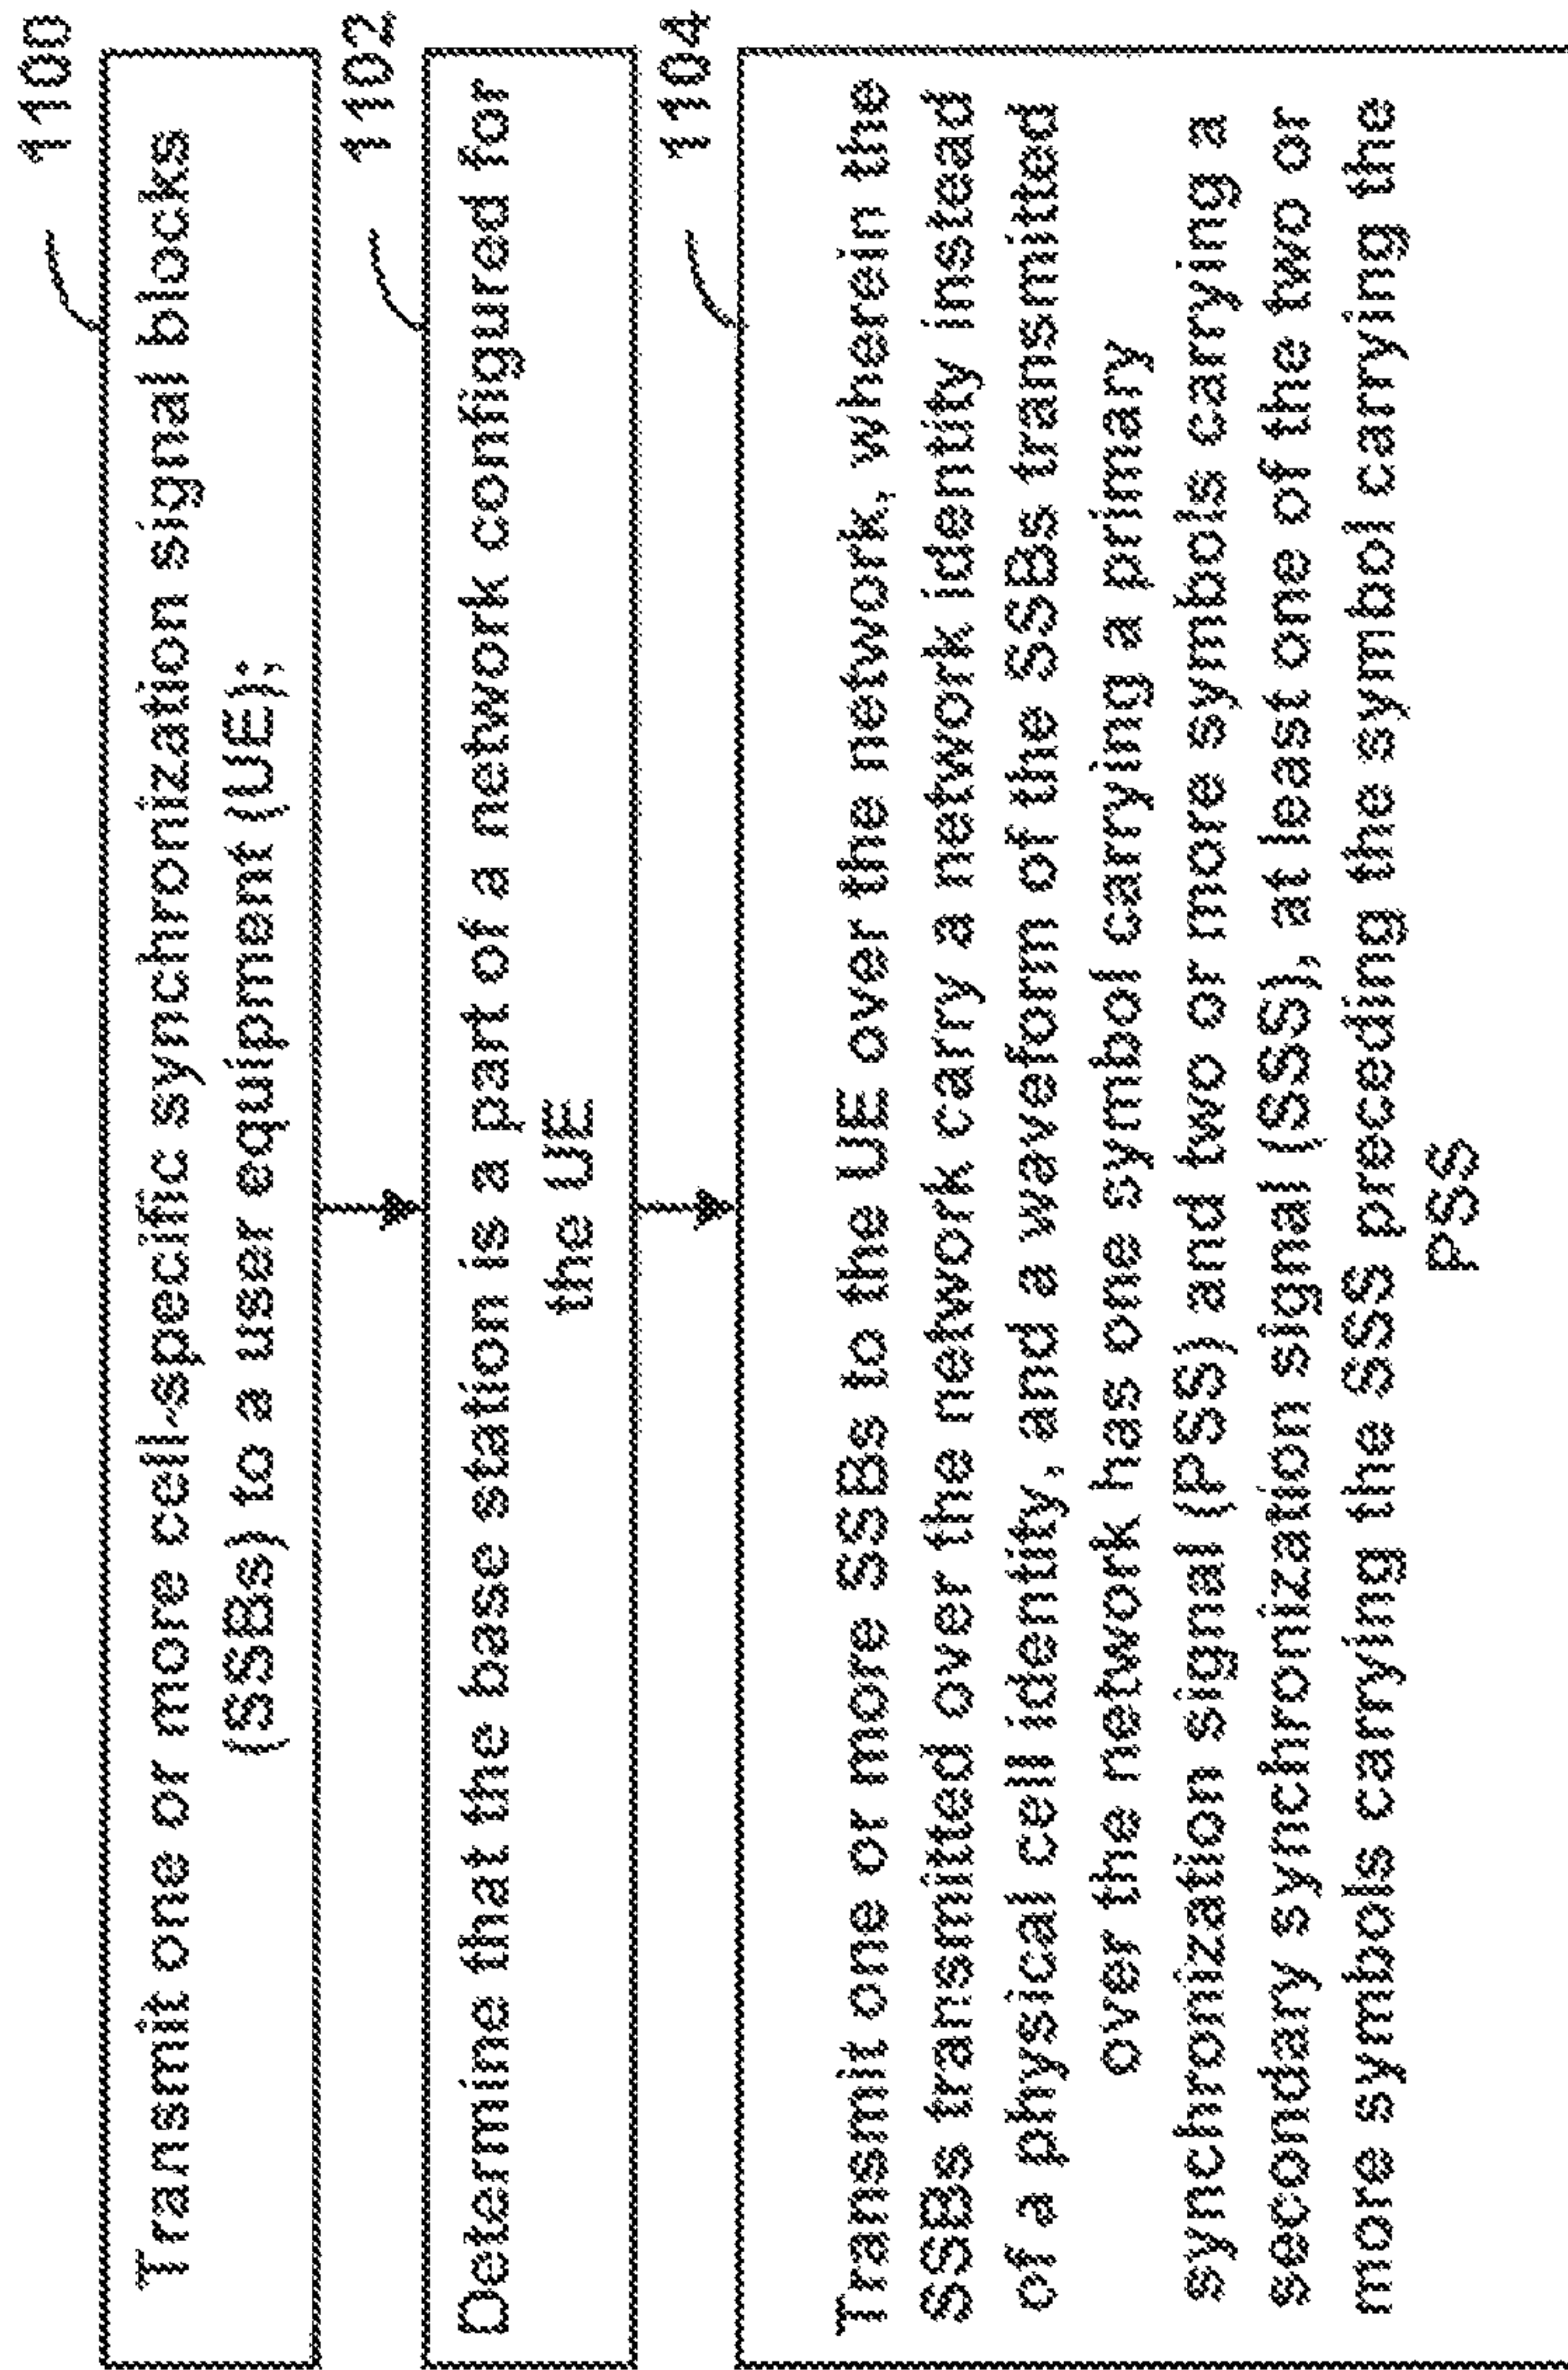 1100
Transmit one or more cell-specific synchronization signal blocks
(SSBs) to a user equipment (UE);
1102
Determine that the base station is a part of a network configured for
the UE
1104
Transmit one or more SSBs to the UE over the network, wherein the
SSBs transmitted over the network carry a network identity instead
of a physical cell identity, and a waveform of the SSBs transmitted
over the network has one symbol carrying a primary
synchronization signal (PSS) and two or more symbols carrying a
secondary synchronization signal (SSS), at least one of the two or
more symbols carrying the SSS preceding the symbol carrying the
PSS